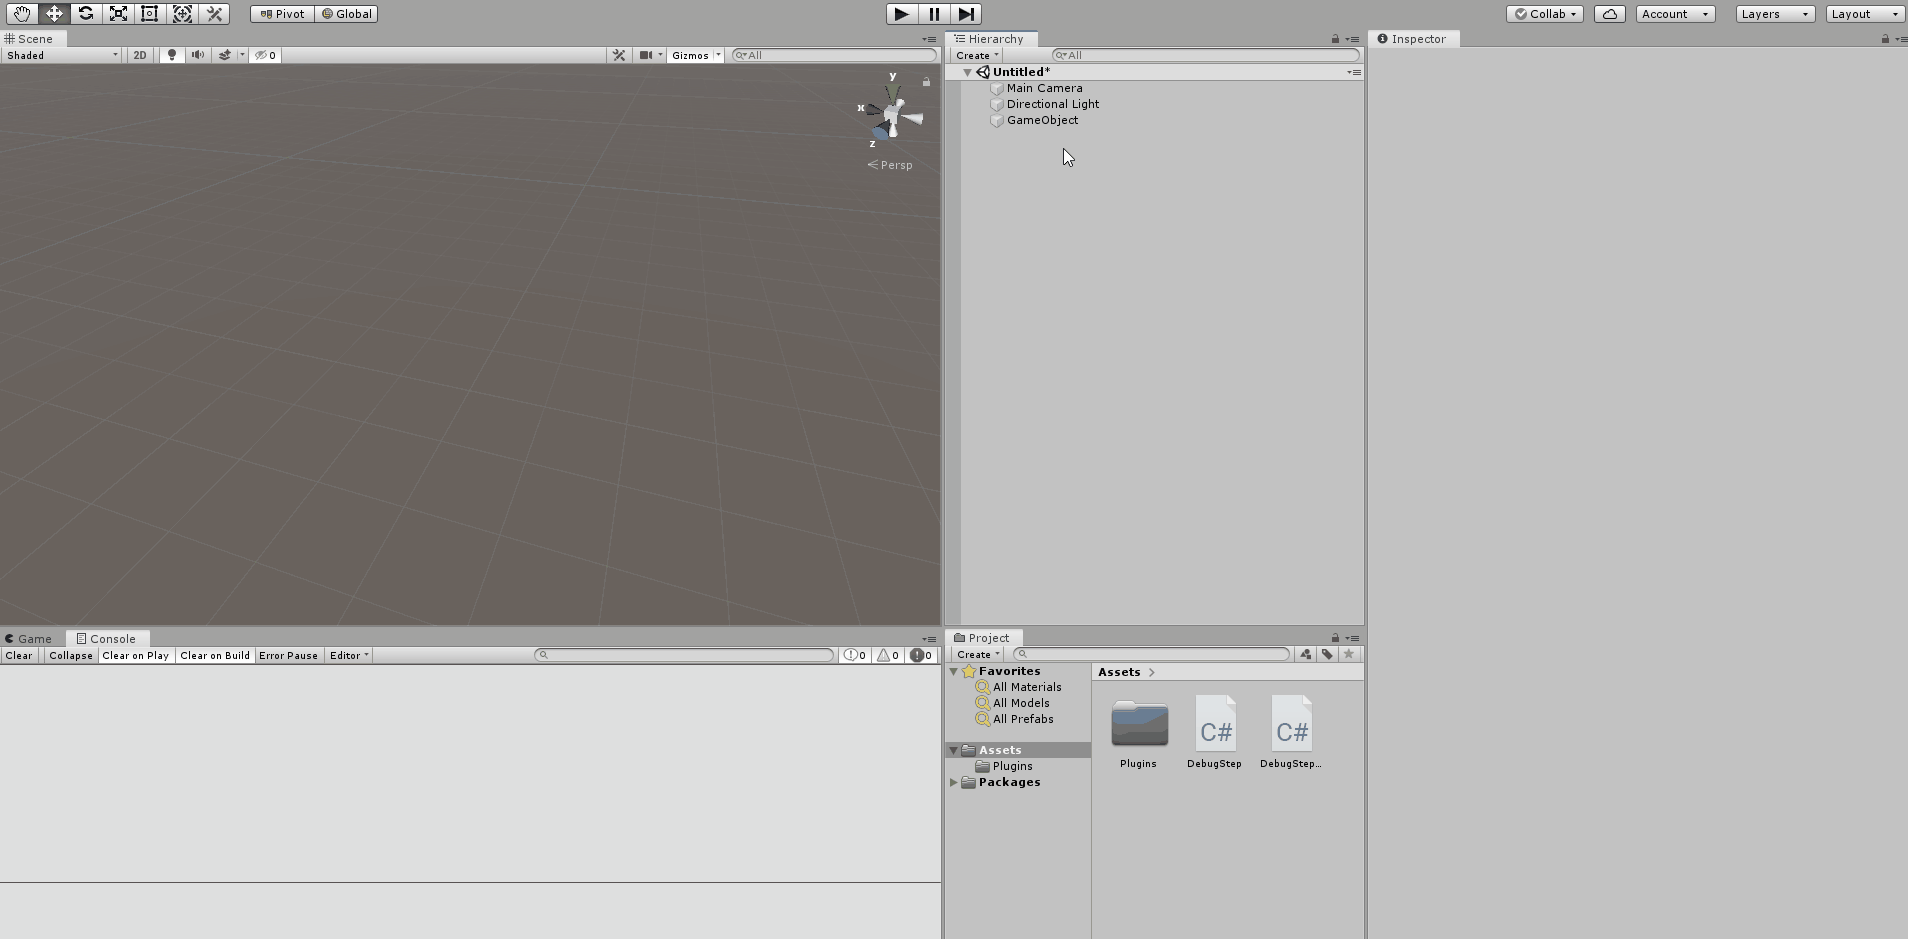 Pivot Global Collab Account Layers Layout
Scene
Shaded 2D 0 Gizmos All
y
x
z
Persp
Hierarchy
Create All
Untitled*
Main Camera
Directional Light
GameObject
Inspector
Game Console
Clear Collapse Clear on Play Clear on Build Error Pause Editor 0 0 0
Project
Create
Favorites
All Materials
All Models
All Prefabs
Assets
Plugins
Packages
Assets
C# C#
Plugins DebugStep DebugStep...